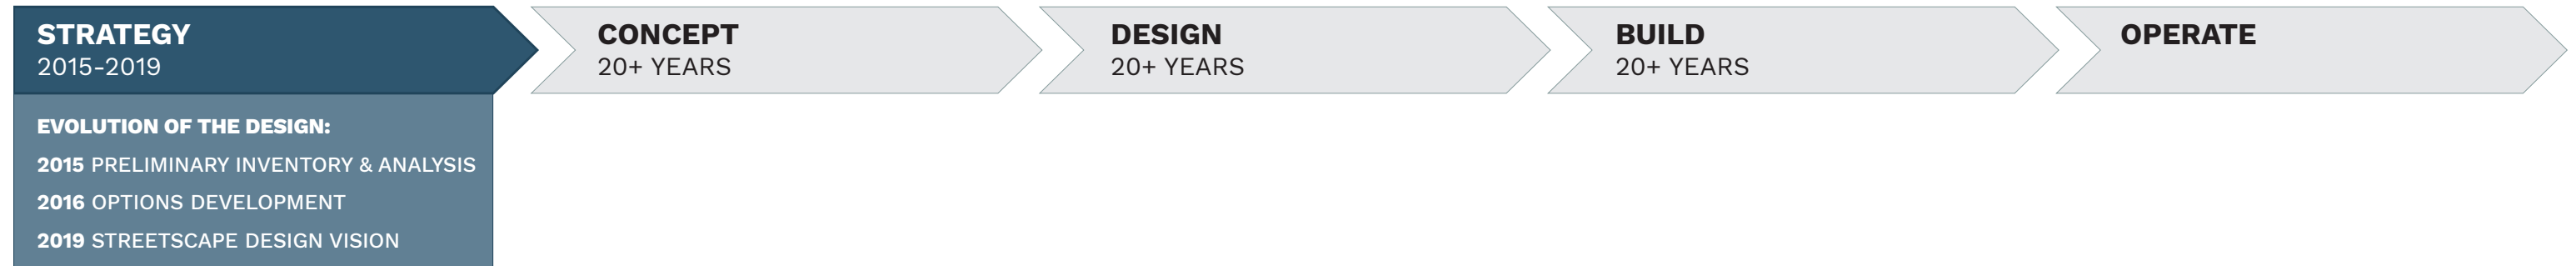 STRATEGY
2015-2019
CONCEPT
20+ YEARS
DESIGN
20+ YEARS
BUILD
20+ YEARS
OPERATE
EVOLUTION OF THE DESIGN:
2015 PRELIMINARY INVENTORY & ANALYSIS
2016 OPTIONS DEVELOPMENT
2019 STREETSCAPE DESIGN VISION